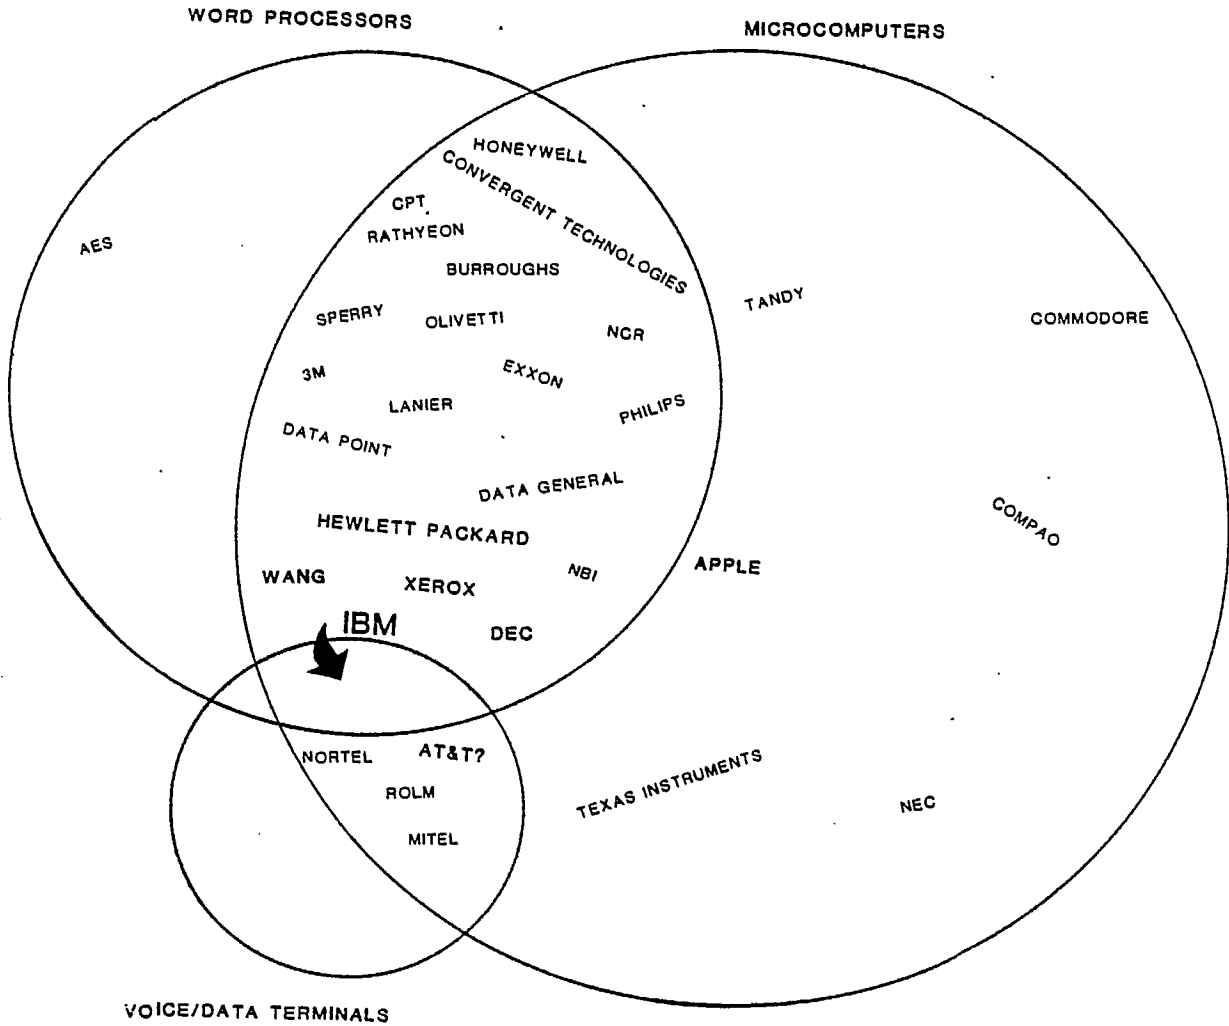 WORD PROCESSORS
MICROCOMPUTERS
HONEYWELL
CONVERGENT TECHNOLOGIES
CPT
RATHYEON
AES
BURROUGHS
TANDY
SPERRY
OLIVETTI
NCR
COMMODORE
3M
EXXON
LANIER
PHILIPS
DATA POINT
DATA GENERAL
HEWLETT PACKARD
COMPAQ
WANG
XEROX
NBI
APPLE
IBM
DEC
NORTEL
AT&T?
ROLM
TEXAS INSTRUMENTS
NEC
MITEL
VOICE/DATA TERMINALS